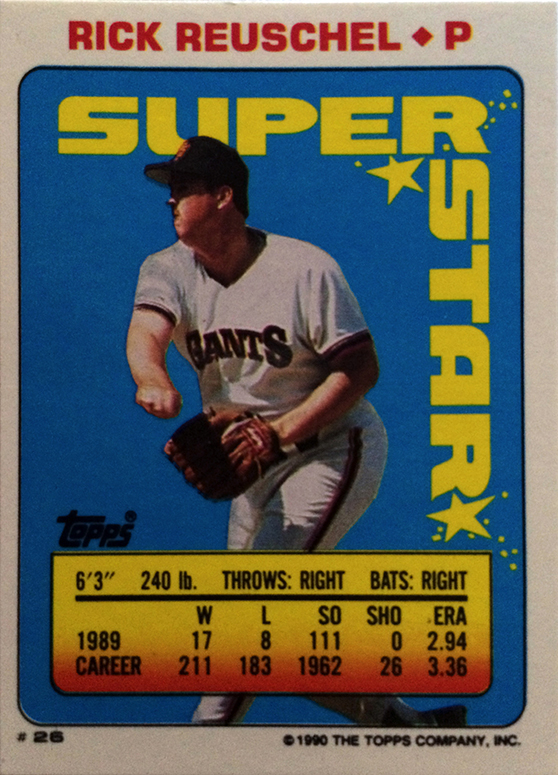 RICK REUSCHEL ♦ P
SUPER
STAR
GIANTS
topps®
6'3" 240 lb. THROWS: RIGHT BATS: RIGHT
W L SO SHO ERA
1989 17 8 111 0 2.94
CAREER 211 183 1962 26 3.36
# 26 ©1990 THE TOPPS COMPANY, INC.